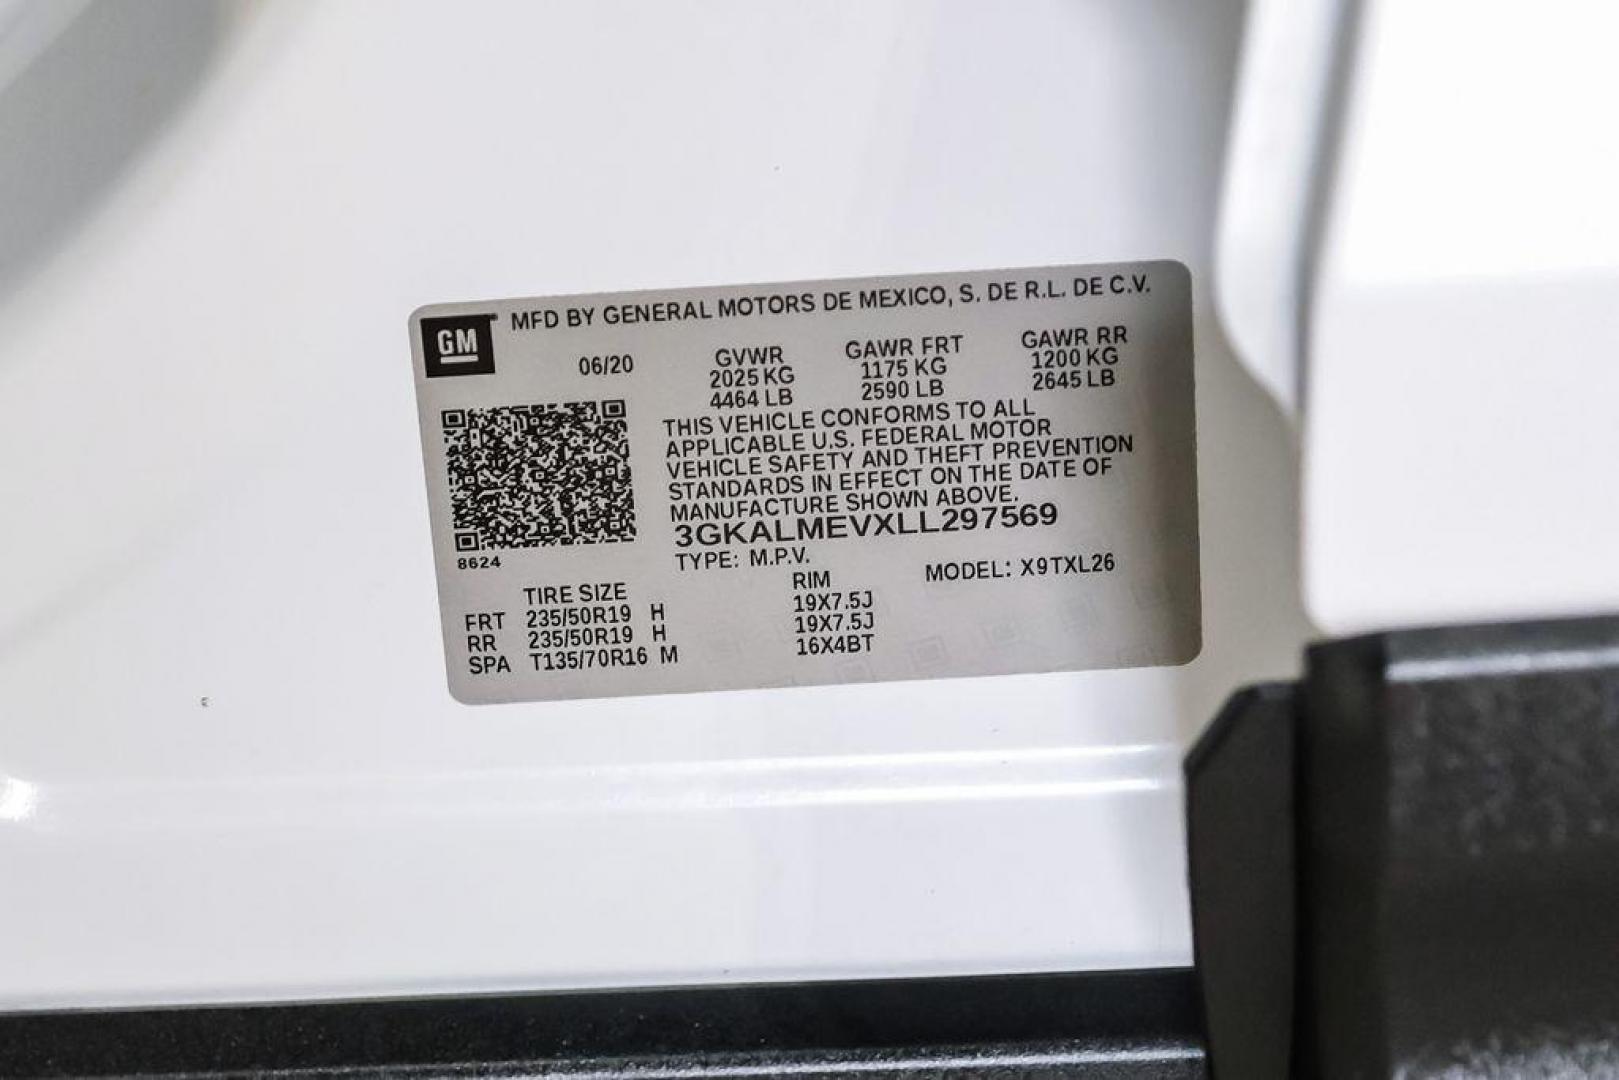 GM MFD BY GENERAL MOTORS DE MEXICO, S. DE R.L. DE C.V.
06/20 GVWR GAWR FRT GAWR RR
2025 KG 1175 KG 1200 KG
4464 LB 2590 LB 2645 LB
THIS VEHICLE CONFORMS TO ALL
APPLICABLE U.S. FEDERAL MOTOR
VEHICLE SAFETY AND THEFT PREVENTION
STANDARDS IN EFFECT ON THE DATE OF
MANUFACTURE SHOWN ABOVE.
3GKALMEVXLL297569
8624 TYPE: M.P.V. MODEL: X9TXL26
TIRE SIZE RIM
FRT 235/50R19 H 19X7.5J
RR 235/50R19 H 19X7.5J
SPA T135/70R16 M 16X4BT